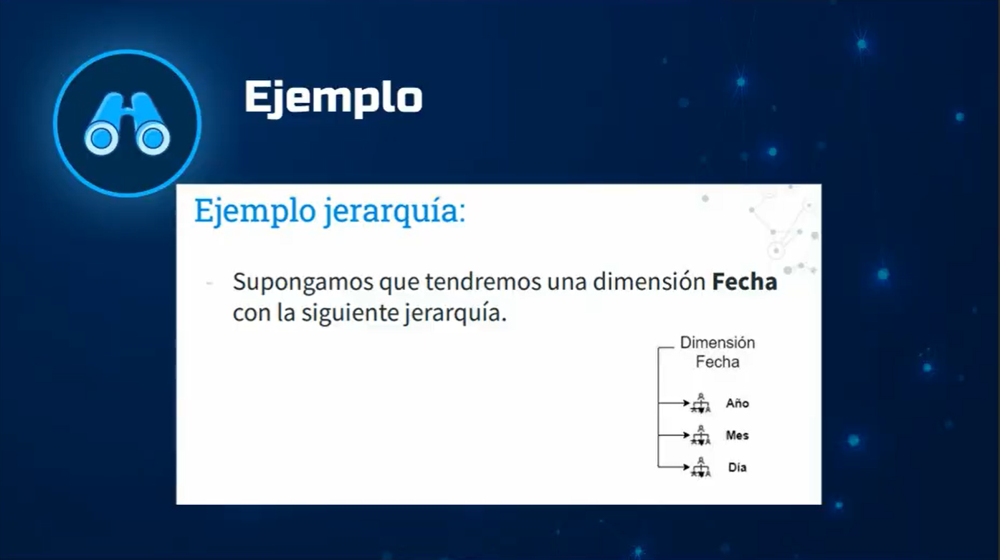 Ejemplo
Ejemplo jerarquía:
- Supongamos que tendremos una dimensión Fecha
con la siguiente jerarquía.
Dimensión
Fecha
Año
Mes
Día